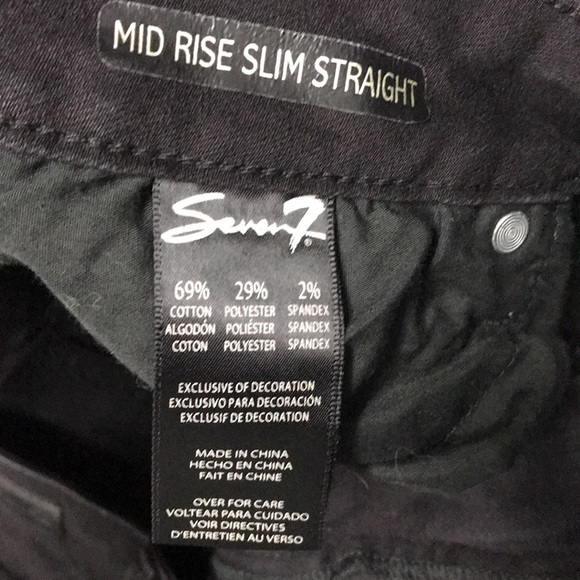 MID RISE SLIM STRAIGHT
Seven7®
69% 29% 2%
COTTON POLYESTER SPANDEX
ALGODÓN POLIÉSTER SPANDEX
COTON POLYESTER SPANDEX
EXCLUSIVE OF DECORATION
EXCLUSIVO PARA DECORACIÓN
EXCLUSIF DE DECORATION
MADE IN CHINA
HECHO EN CHINA
FAIT EN CHINE
OVER FOR CARE
VOLTEAR PARA CUIDADO
VOIR DIRECTIVES
D'ENTRETIEN AU VERSO